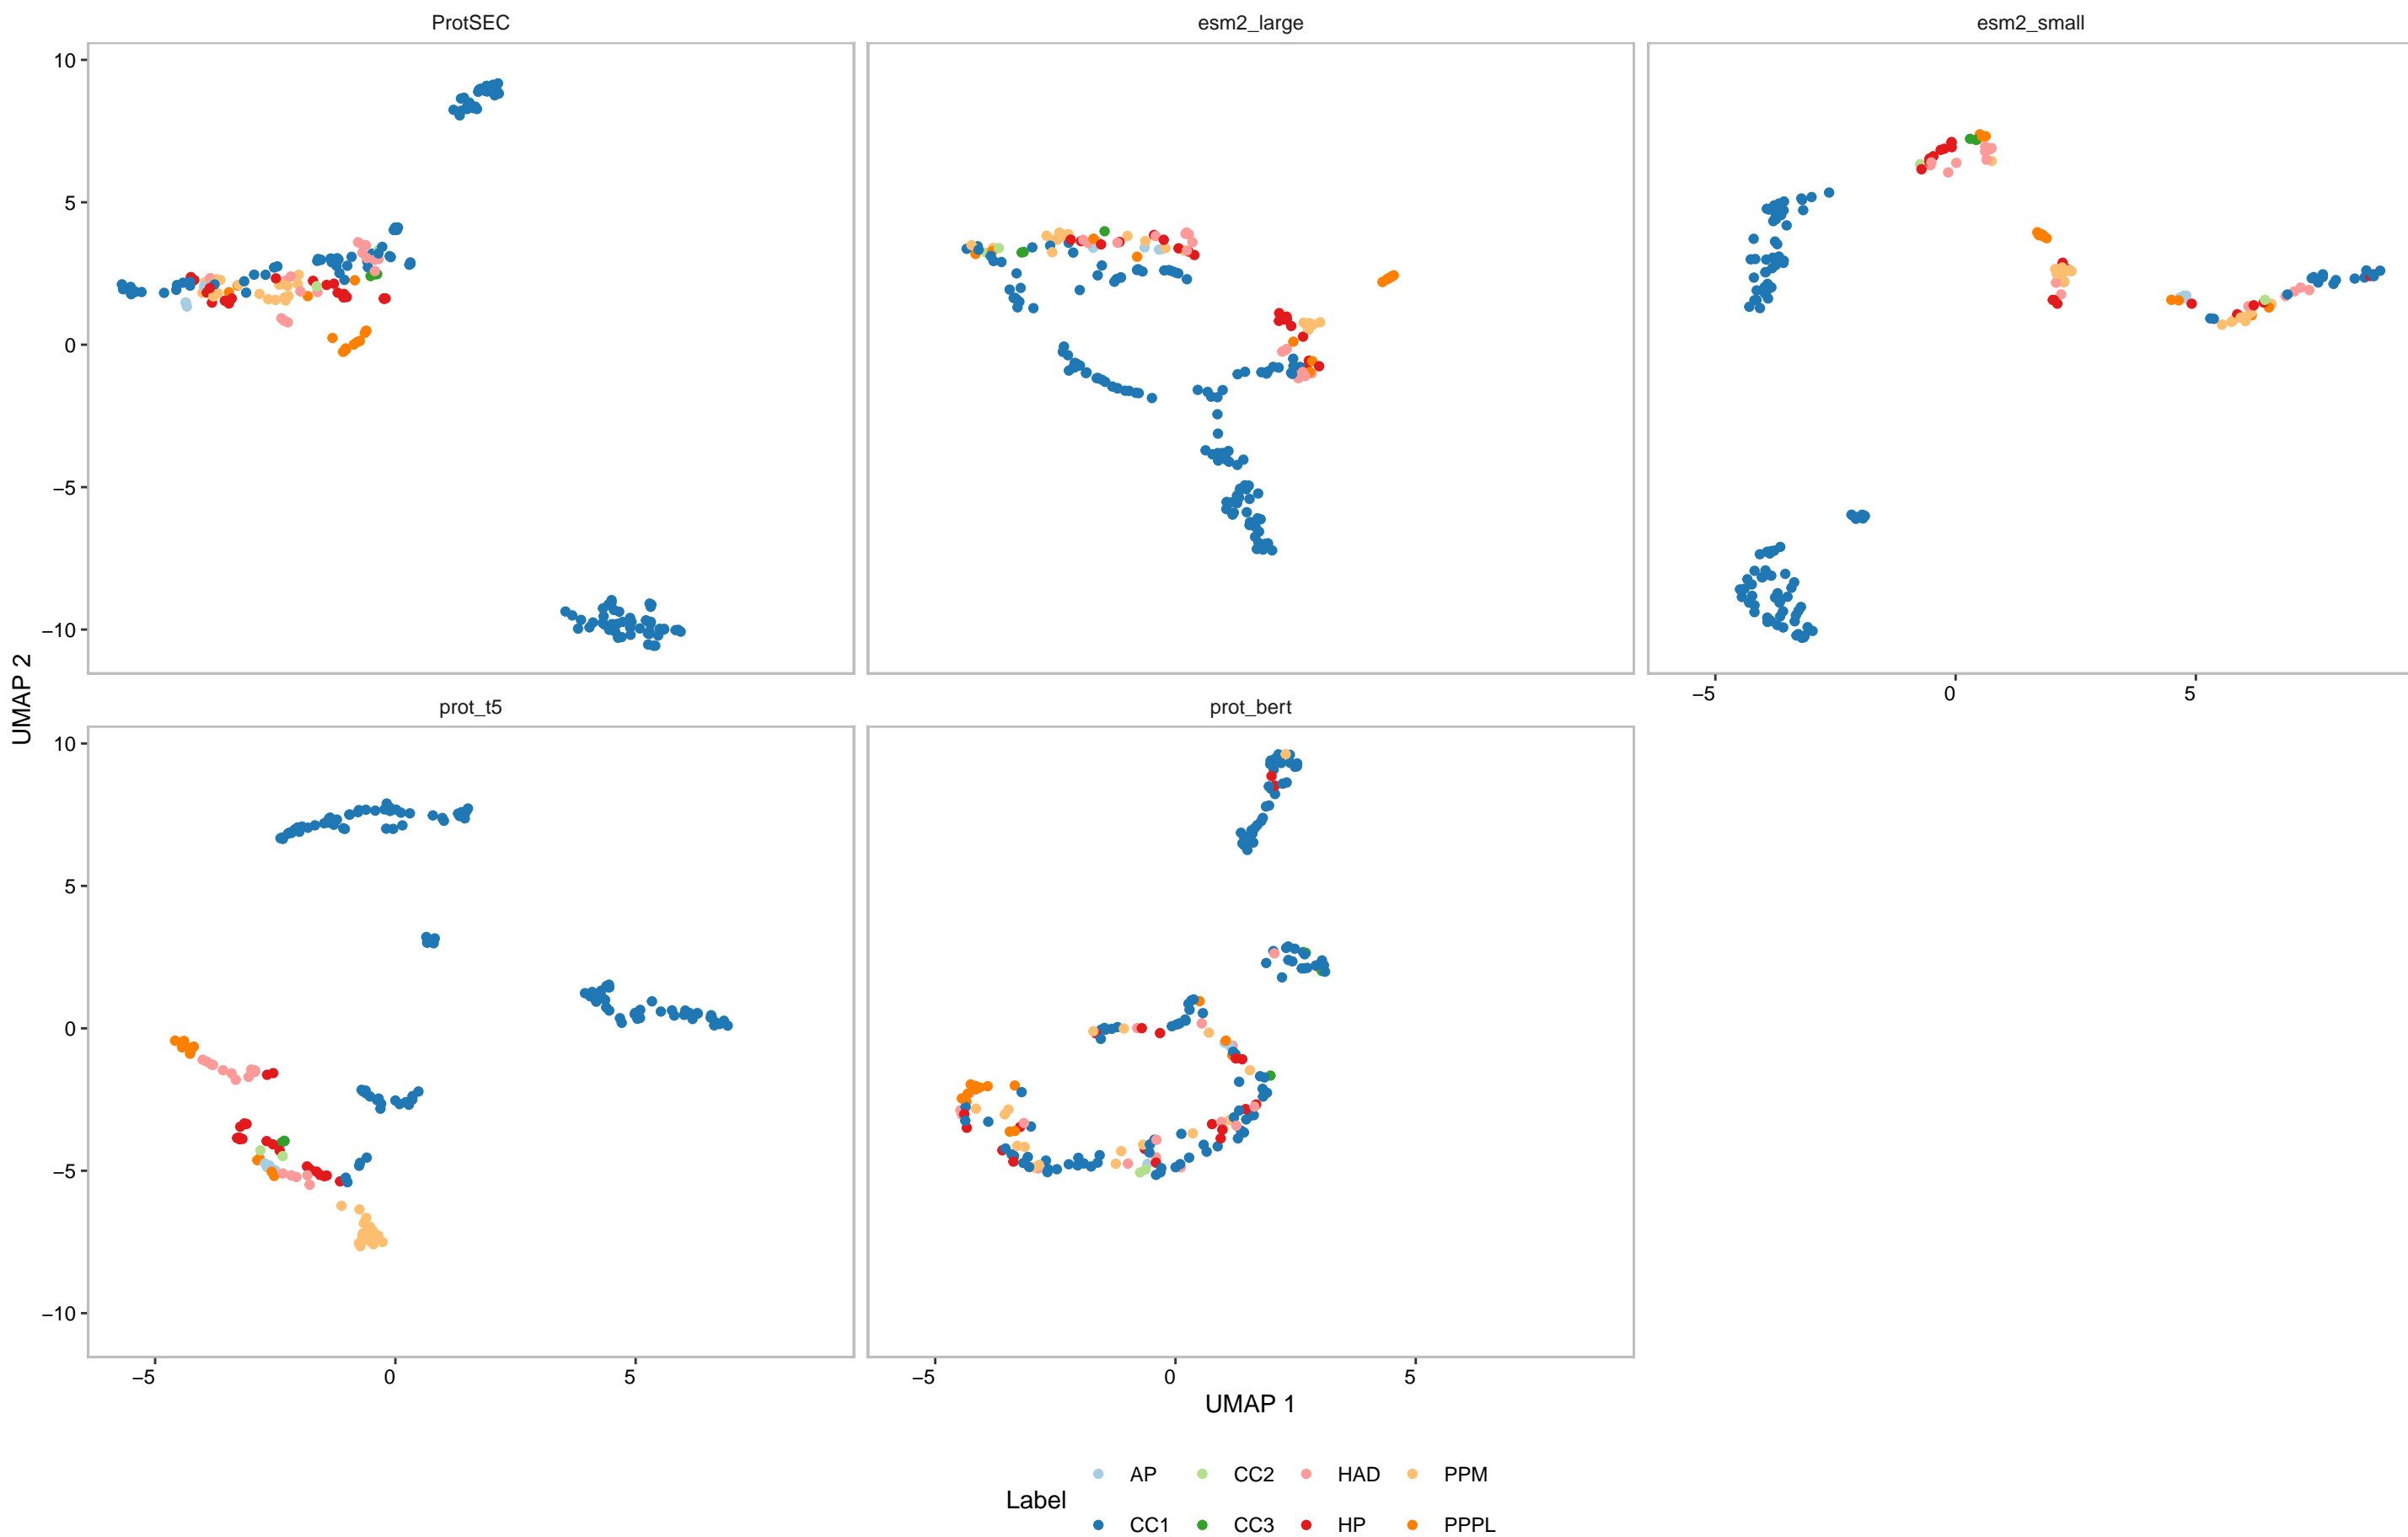 ProtSEC esm2_large esm2_small
10
5
0
−5
−10
−5 0 5
UMAP 2
prot_t5 prot_bert
10
5
0
−5
−10
−5 0 5 −5 0 5
UMAP 1
Label
AP CC2 HAD PPM
CC1 CC3 HP PPPL